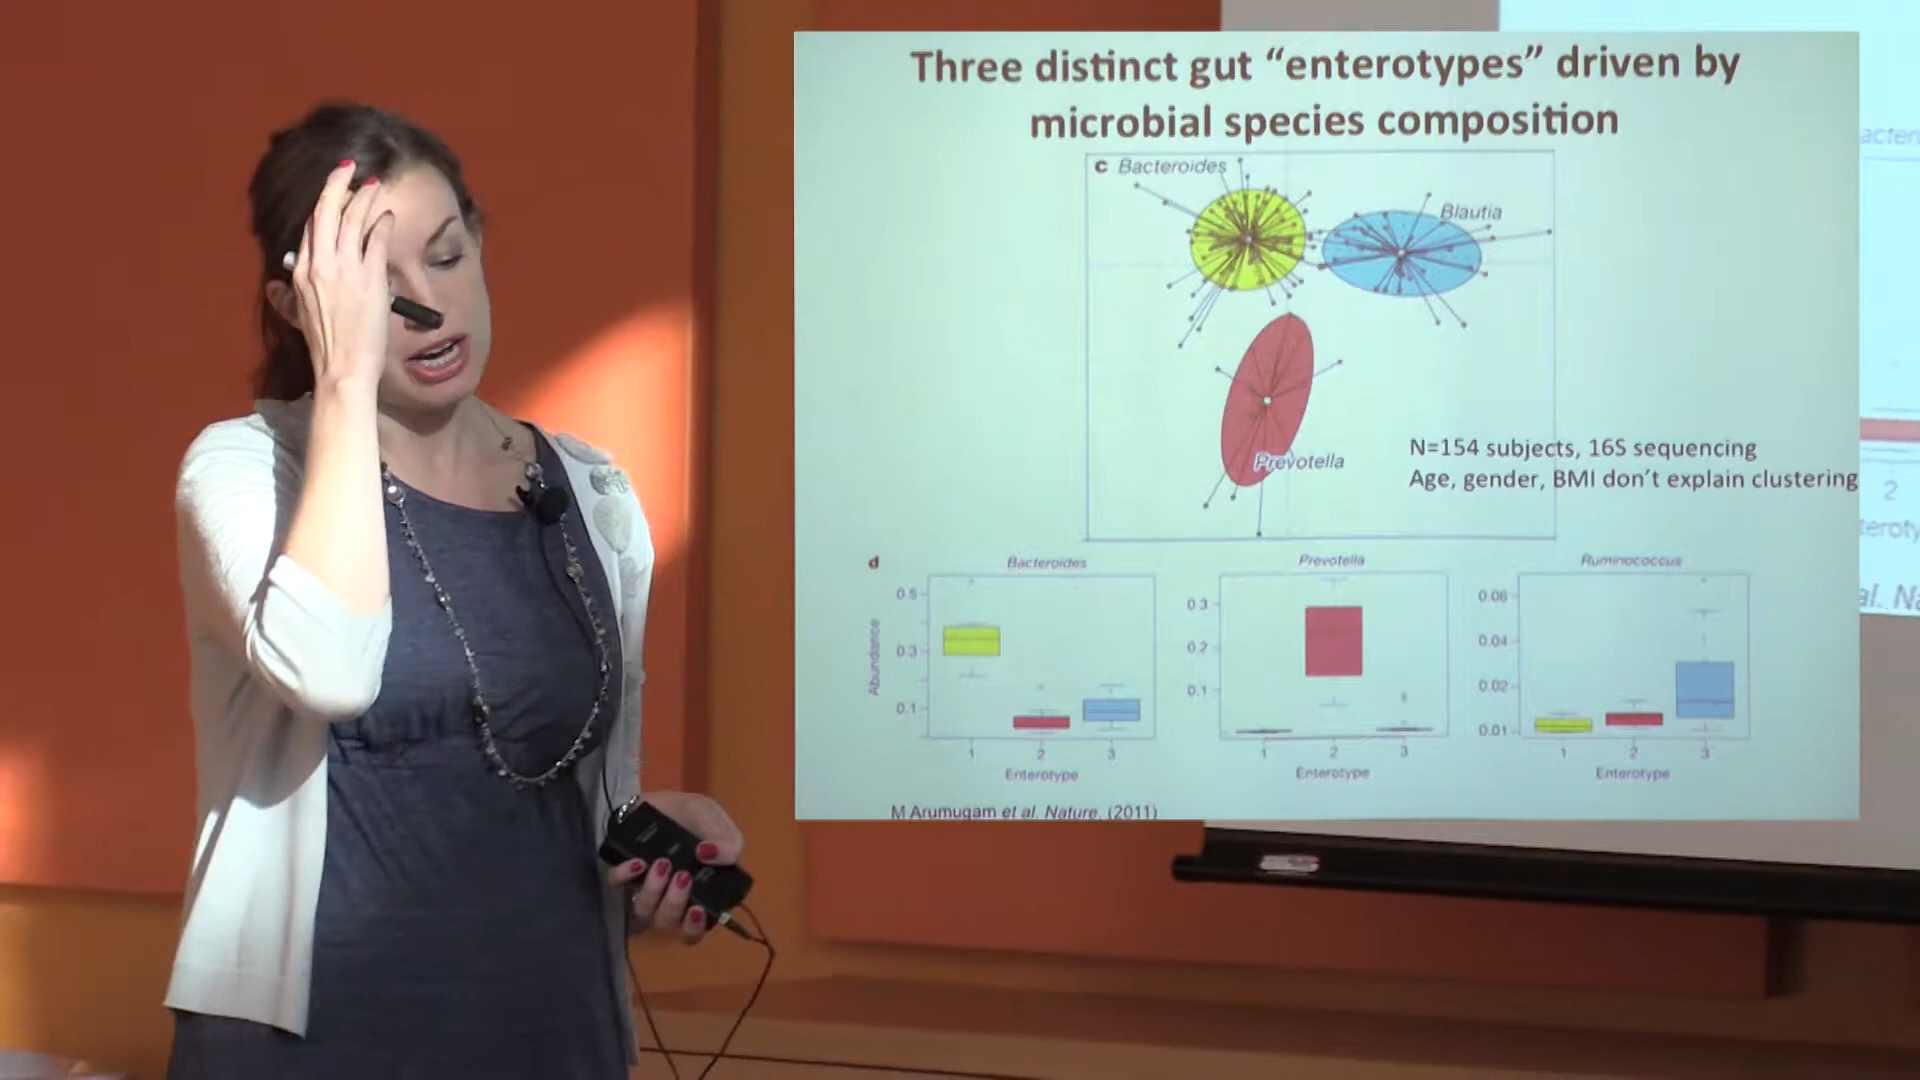 Three distinct gut “enterotypes” driven by
microbial species composition
c Bacteroides
Blautia
Prevotella
N=154 subjects, 16S sequencing
Age, gender, BMI don’t explain clustering
d
Bacteroides
Prevotella
Ruminococcus
Abundance
0.5
0.3
0.1
0.3
0.2
0.1
0.06
0.04
0.02
0.01
1 2 3
1 2 3
1 2 3
Enterotype
Enterotype
Enterotype
M Arumugam et al. Nature. (2011)
2
al. Na